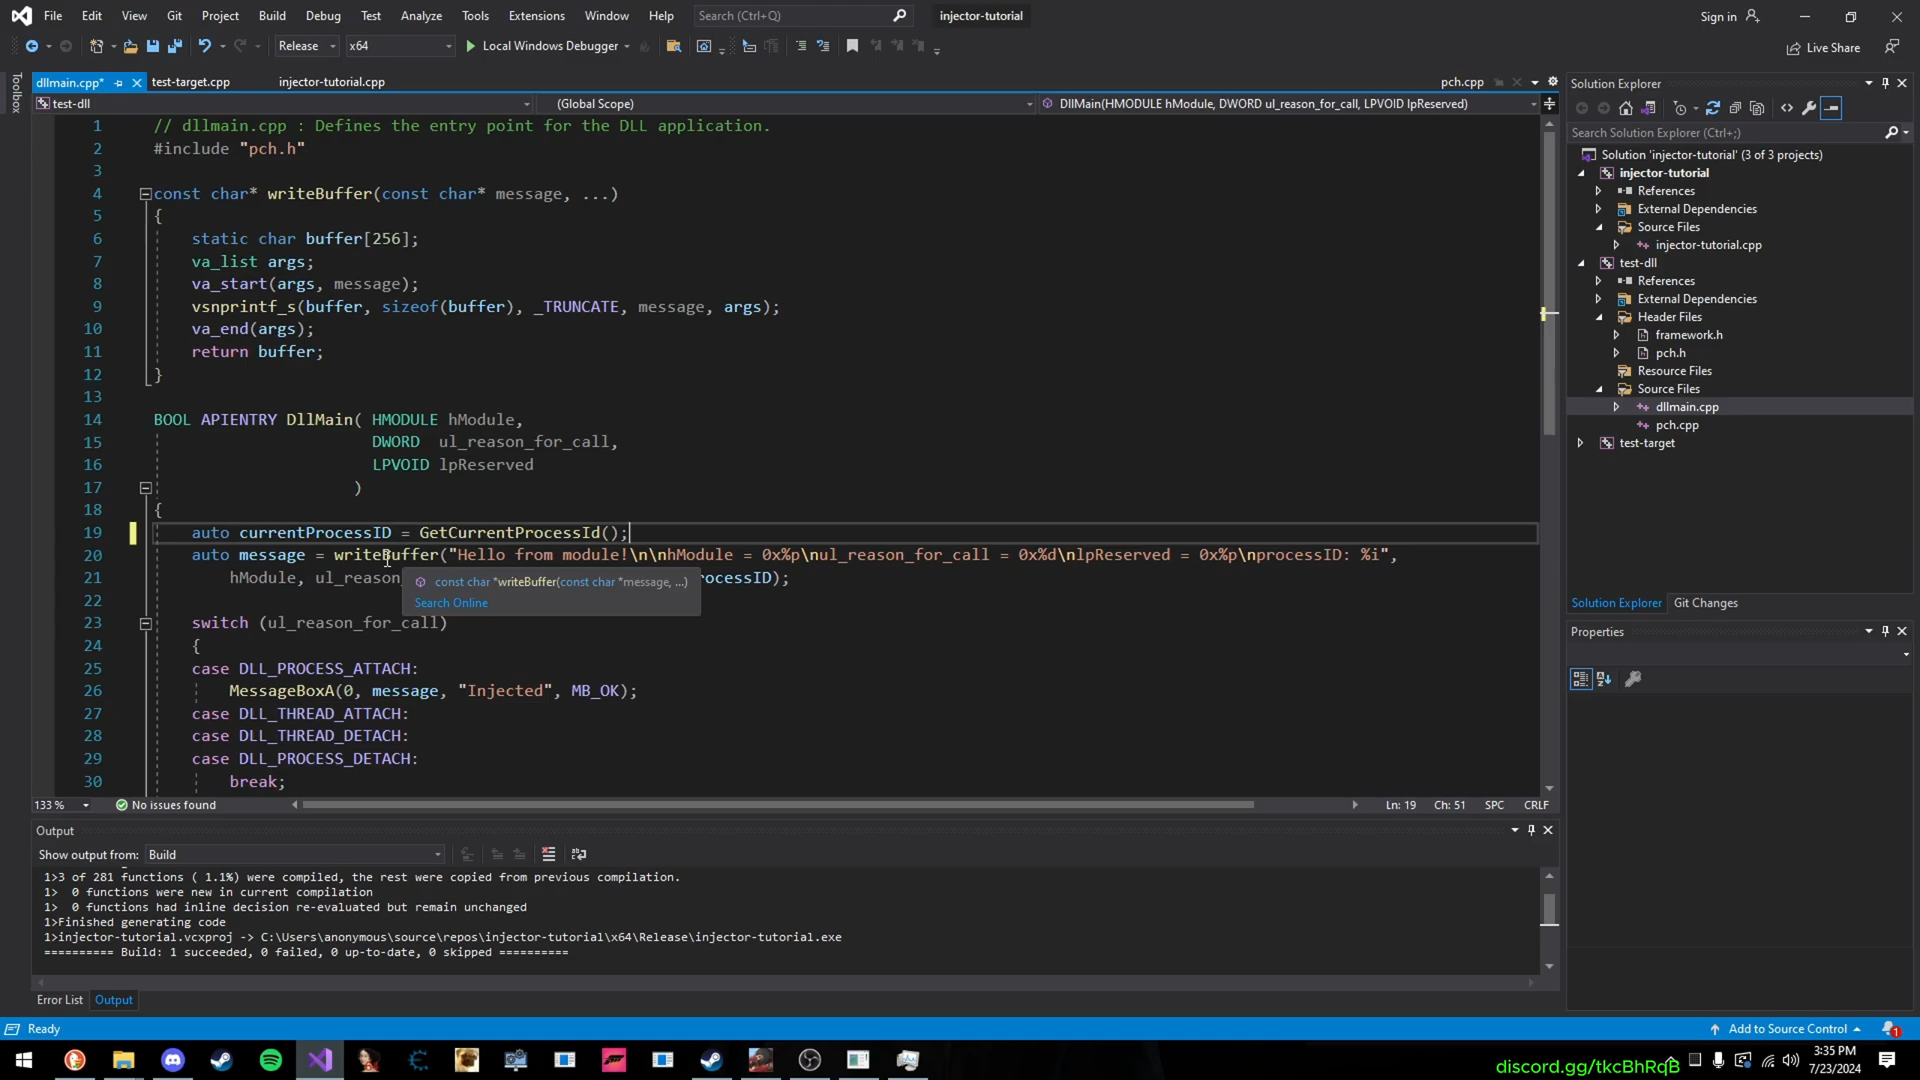 File Edit View Git Project Build Debug Test Analyze Tools Extensions Window Help Search (Ctrl+Q) injector-tutorial Sign in
Release x64 Local Windows Debugger Live Share
Toolbox
dllmain.cpp* test-target.cpp injector-tutorial.cpp pch.cpp
test-dll (Global Scope) DllMain(HMODULE hModule, DWORD ul_reason_for_call, LPVOID lpReserved)
1 // dllmain.cpp : Defines the entry point for the DLL application.
2 #include "pch.h"
3
4 const char* writeBuffer(const char* message, ...)
5 {
6 static char buffer[256];
7 va_list args;
8 va_start(args, message);
9 vsnprintf_s(buffer, sizeof(buffer), _TRUNCATE, message, args);
10 va_end(args);
11 return buffer;
12 }
13
14 BOOL APIENTRY DllMain( HMODULE hModule,
15 DWORD ul_reason_for_call,
16 LPVOID lpReserved
17 )
18 {
19 auto currentProcessID = GetCurrentProcessId();
20 auto message = writeBuffer("Hello from module!\n\nhModule = 0x%p\nul_reason_for_call = 0x%d\nlpReserved = 0x%p\nprocessID: %i",
21 hModule, ul_reason rocessID);
const char *writeBuffer(const char *message, ...)
Search Online
22
23 switch (ul_reason_for_call)
24 {
25 case DLL_PROCESS_ATTACH:
26 MessageBoxA(0, message, "Injected", MB_OK);
27 case DLL_THREAD_ATTACH:
28 case DLL_THREAD_DETACH:
29 case DLL_PROCESS_DETACH:
30 break;
133 % No issues found Ln: 19 Ch: 51 SPC CRLF
Output
Show output from: Build
1>3 of 281 functions ( 1.1%) were compiled, the rest were copied from previous compilation.
1> 0 functions were new in current compilation
1> 0 functions had inline decision re-evaluated but remain unchanged
1>Finished generating code
1>injector-tutorial.vcxproj -> C:\Users\anonymous\source\repos\injector-tutorial\x64\Release\injector-tutorial.exe
========== Build: 1 succeeded, 0 failed, 0 up-to-date, 0 skipped ==========
Error List Output
Solution Explorer
Search Solution Explorer (Ctrl+;)
Solution 'injector-tutorial' (3 of 3 projects)
injector-tutorial
References
External Dependencies
Source Files
injector-tutorial.cpp
test-dll
References
External Dependencies
Header Files
framework.h
pch.h
Resource Files
Source Files
dllmain.cpp
pch.cpp
test-target
Solution Explorer Git Changes
Properties
Ready Add to Source Control 1
discord.gg/tkcBhRqB
3:35 PM
7/23/2024